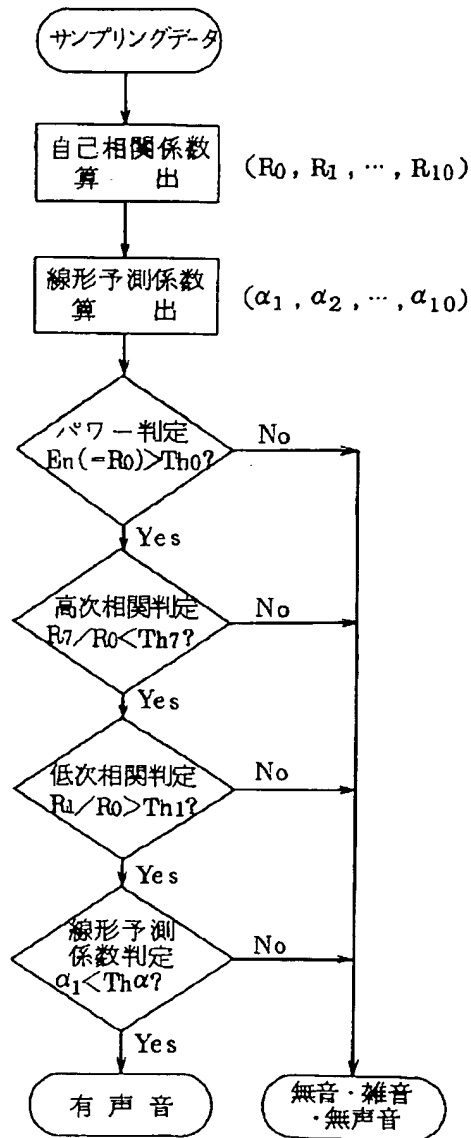 サンプリングデータ
自己相関係数
算 出
(R0, R1, …, R10)
線形予測係数
算 出
(α1, α2, …, α10)
パワー判定
En(-R0)>Th0?
No
Yes
高次相関判定
R7/R0<Th7?
No
Yes
低次相関判定
R1/R0>Th1?
No
Yes
線形予測
係数判定
α1<Thα?
No
Yes
有 声 音
無音・雑音
・無声音